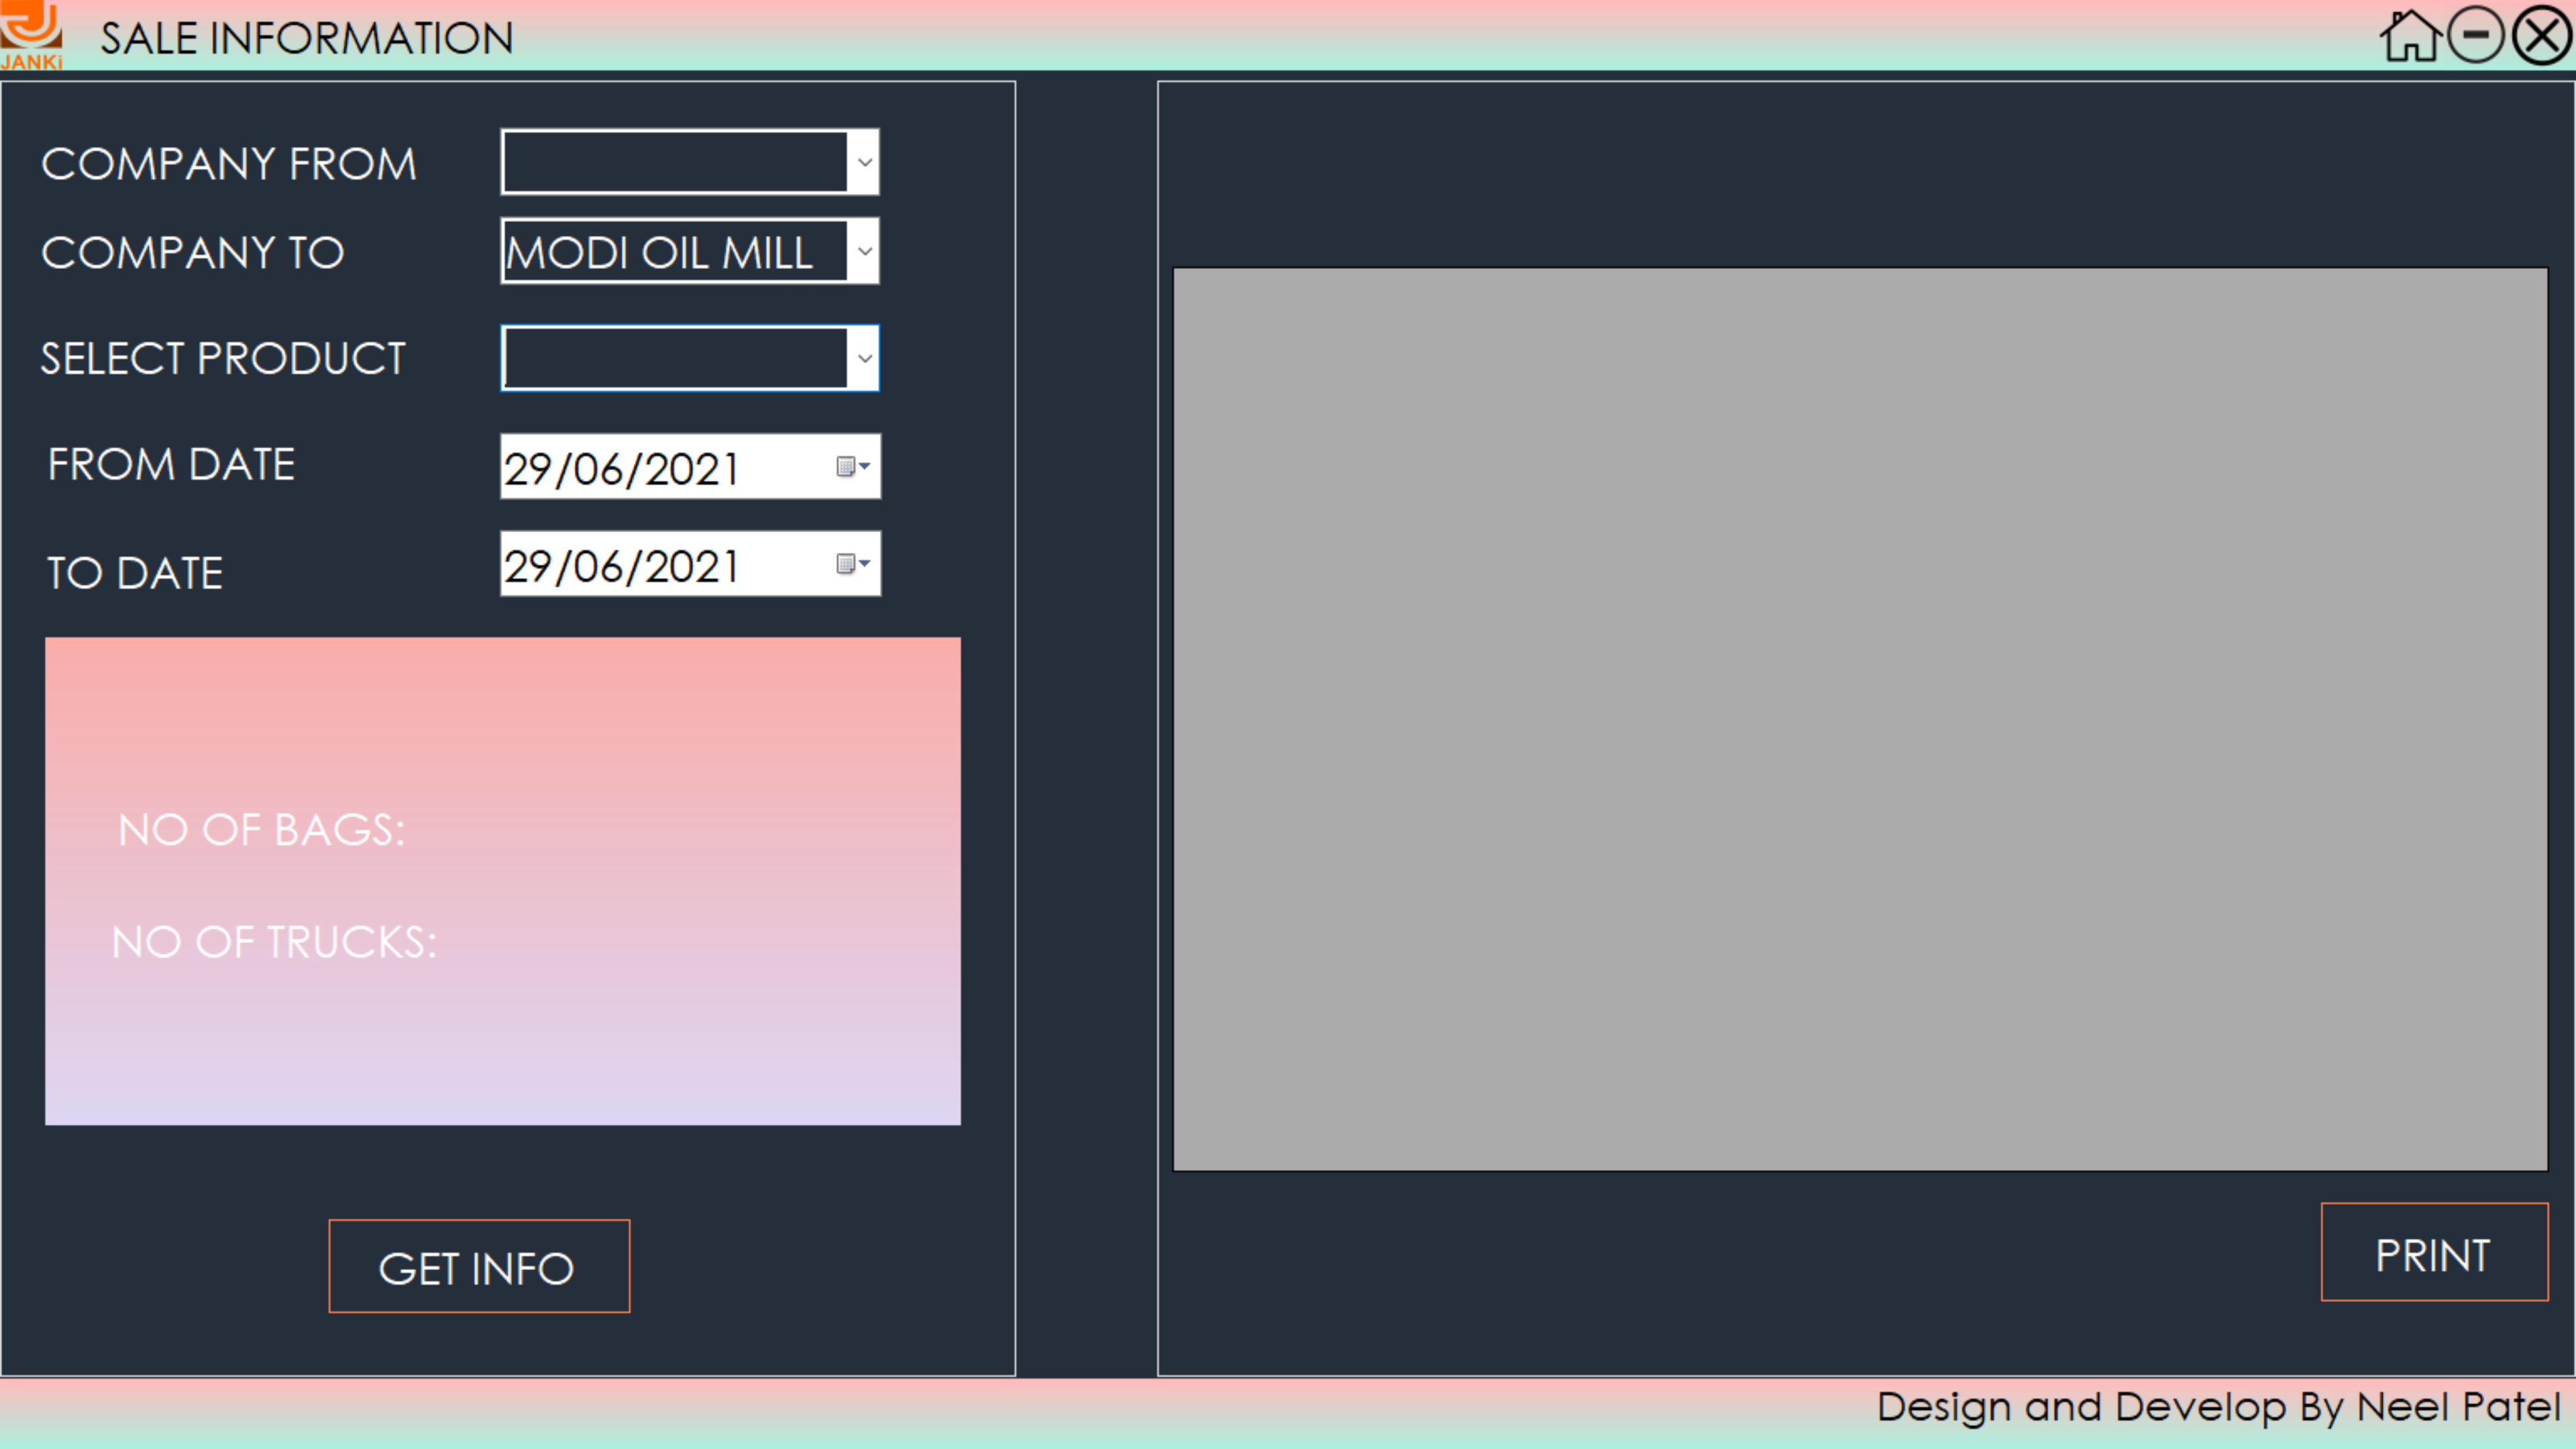 JANKi
SALE INFORMATION
COMPANY FROM
COMPANY TO
MODI OIL MILL
SELECT PRODUCT
FROM DATE
29/06/2021
TO DATE
29/06/2021
NO OF BAGS:
NO OF TRUCKS:
GET INFO
PRINT
Design and Develop By Neel Patel